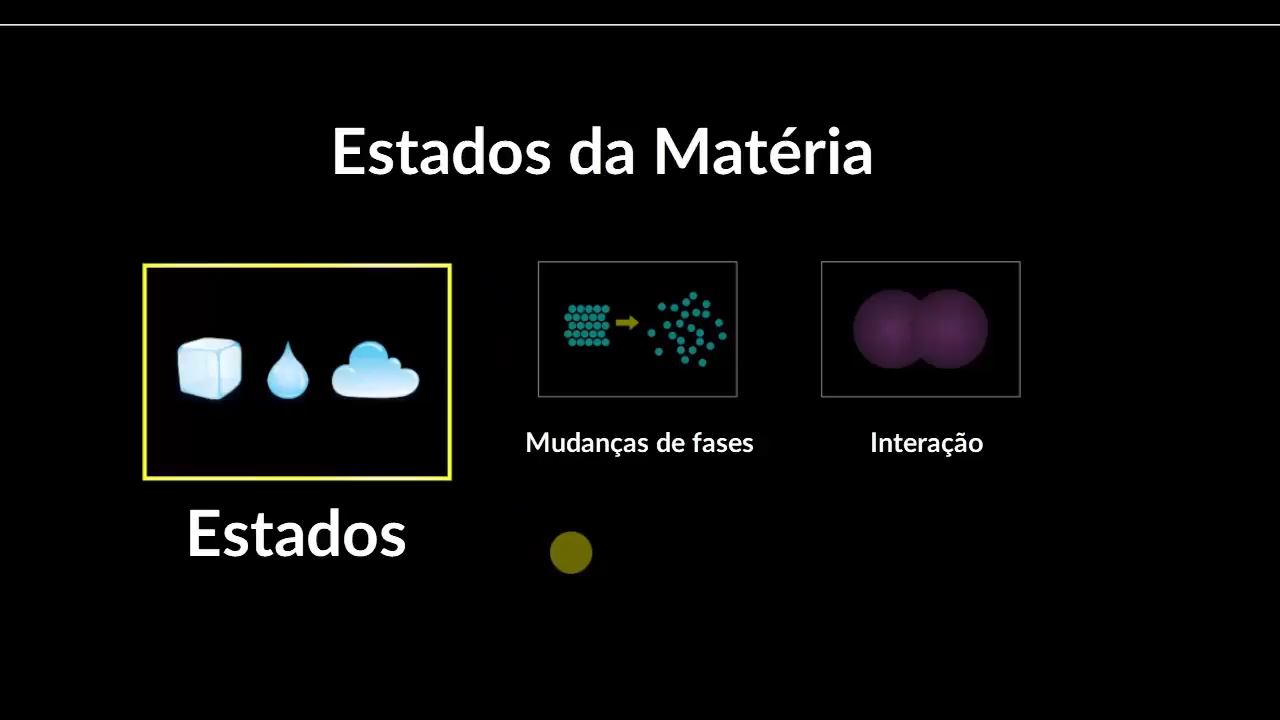 Estados da Matéria
Estados
Mudanças de fases
Interação